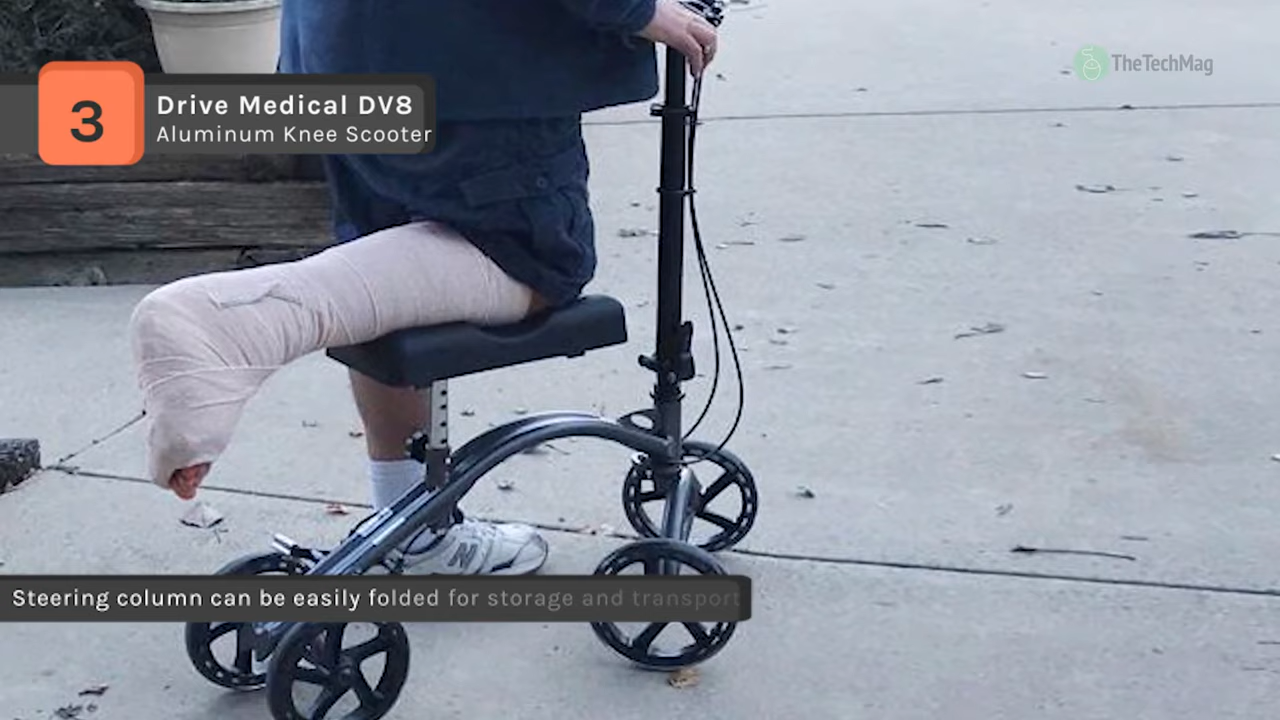 TheTechMag
3
Drive Medical DV8
Aluminum Knee Scooter
N
Steering column can be easily folded for storage and transport